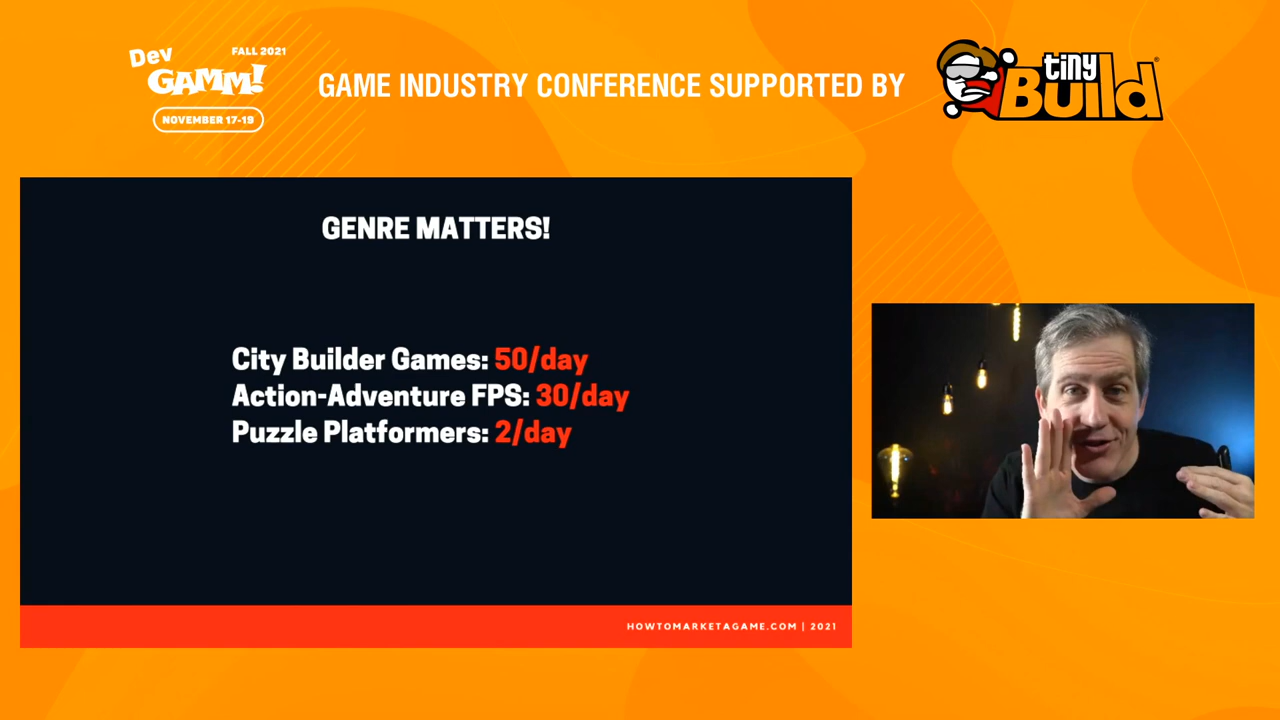 Dev
GAMM!
FALL 2021
NOVEMBER 17-19
GAME INDUSTRY CONFERENCE SUPPORTED BY
tiny
Build
GENRE MATTERS!
City Builder Games: 50/day
Action-Adventure FPS: 30/day
Puzzle Platformers: 2/day
HOWTOMARKETAGAME.COM | 2021